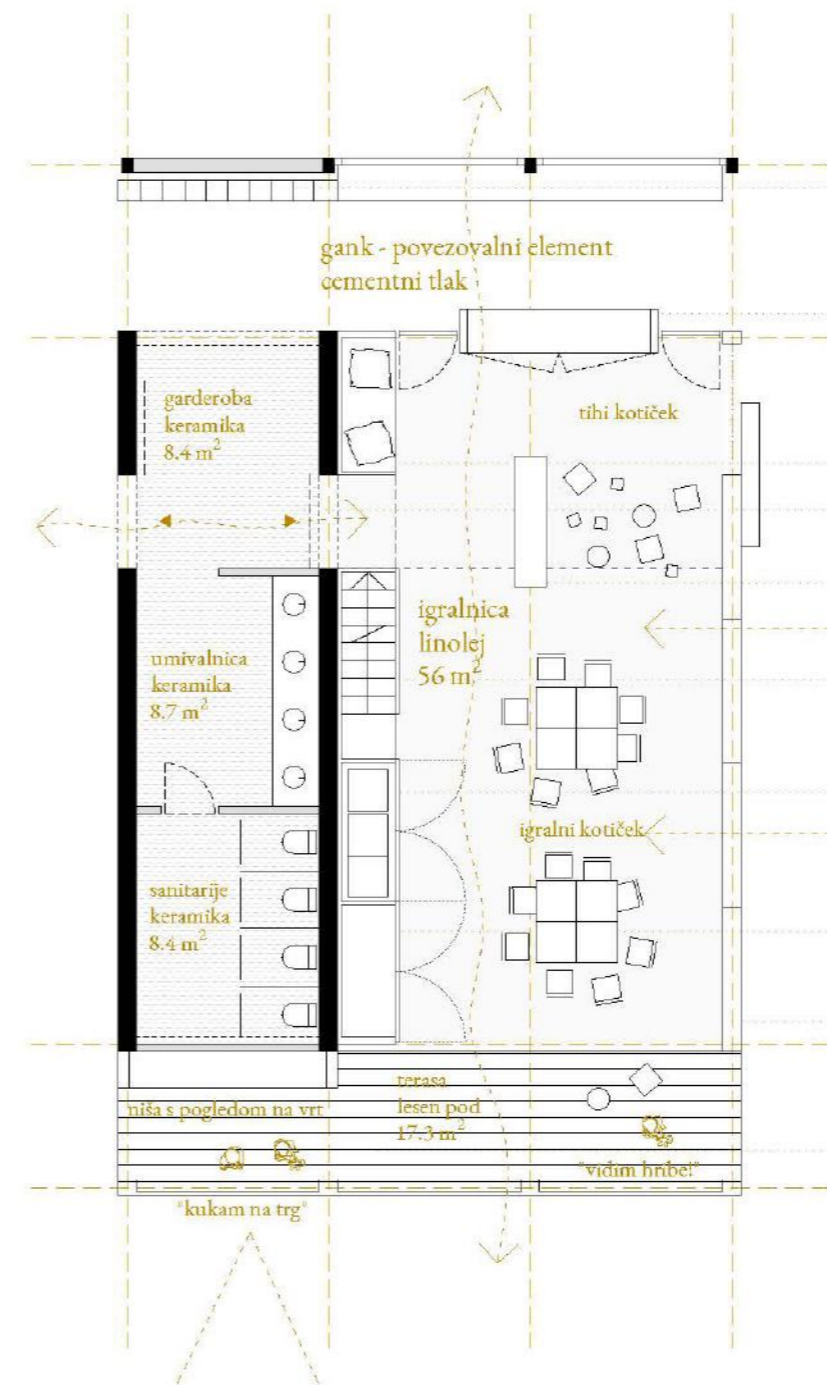 gank - povezovalni element
cementni tlak
garderoba
keramika
8.4 m²
tihi kotiček
igralnica
linolej
56 m²
umivalnica
keramika
8.7 m²
igralni kotiček
sanitarije
keramika
8.4 m²
terasa
lesen pod
17.3 m²
niša s pogledom na vrt
"vidim hribe!"
"kukam na trg"